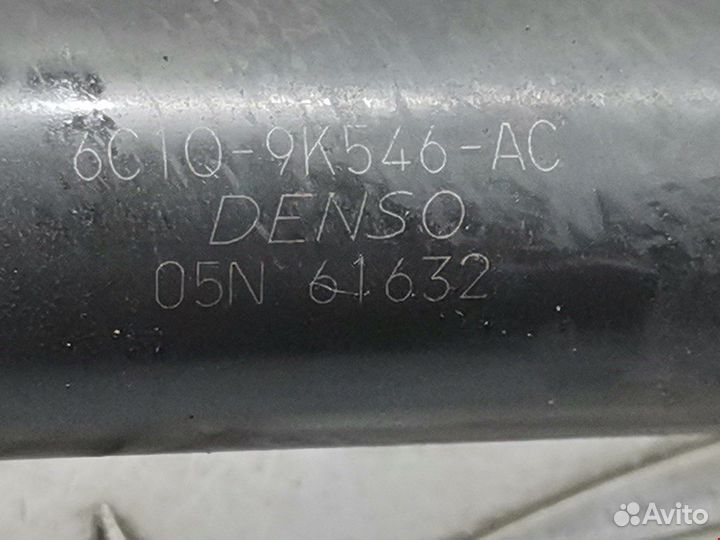 6C1Q-9K546-AC
DENSO
05N 61632
Avito